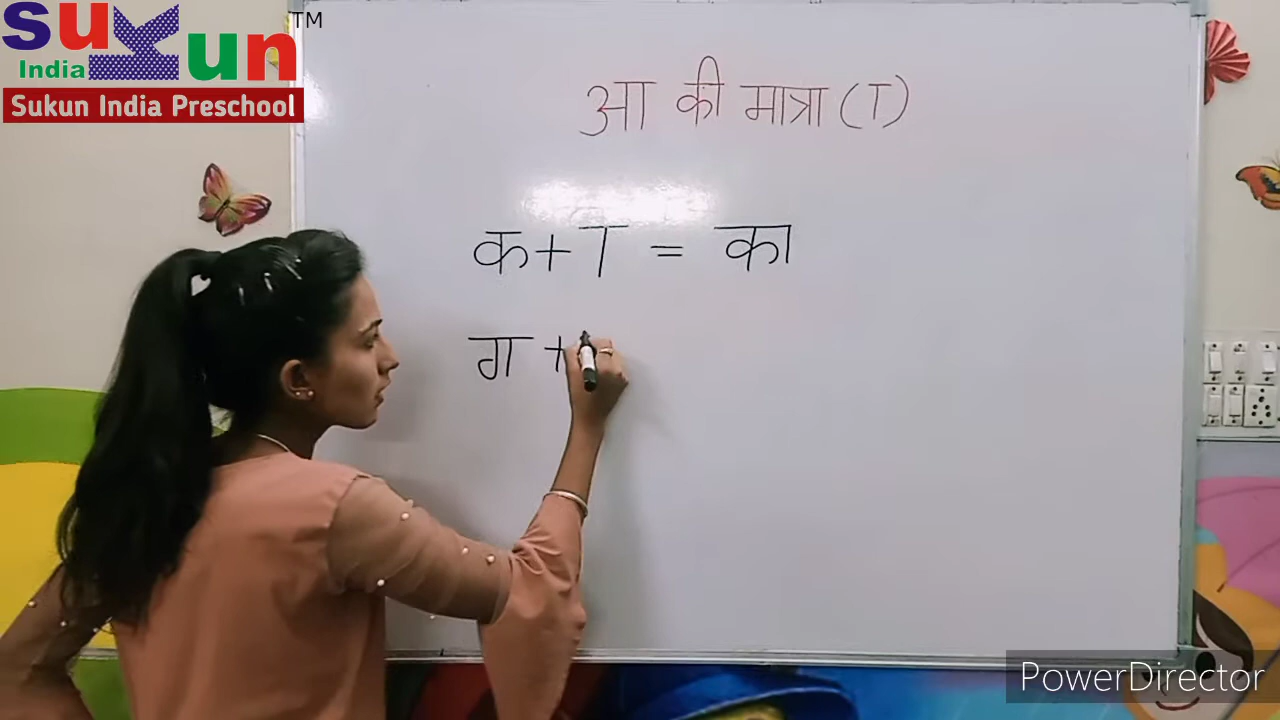 SuKun
TM
India
Sukun India Preschool
आ की मात्रा (ा)
क + ा = का
ग +
PowerDirector